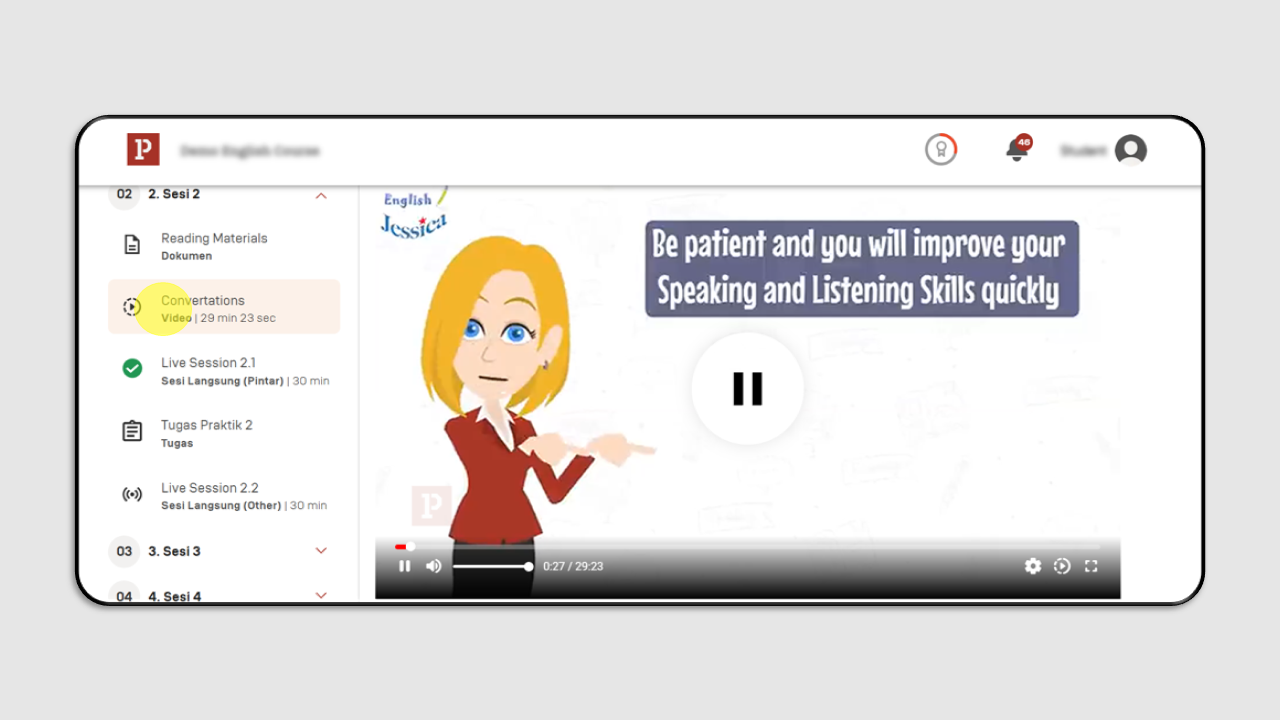 P
46
02 2. Sesi 2
Reading Materials
Dokumen
Convertations
Video | 29 min 23 sec
Live Session 2.1
Sesi Langsung (Pintar) | 30 min
Tugas Praktik 2
Tugas
Live Session 2.2
Sesi Langsung (Other) | 30 min
03 3. Sesi 3
04 4. Sesi 4
English
Jessica
Be patient and you will improve your
Speaking and Listening Skills quickly
P
0:27 / 29:23